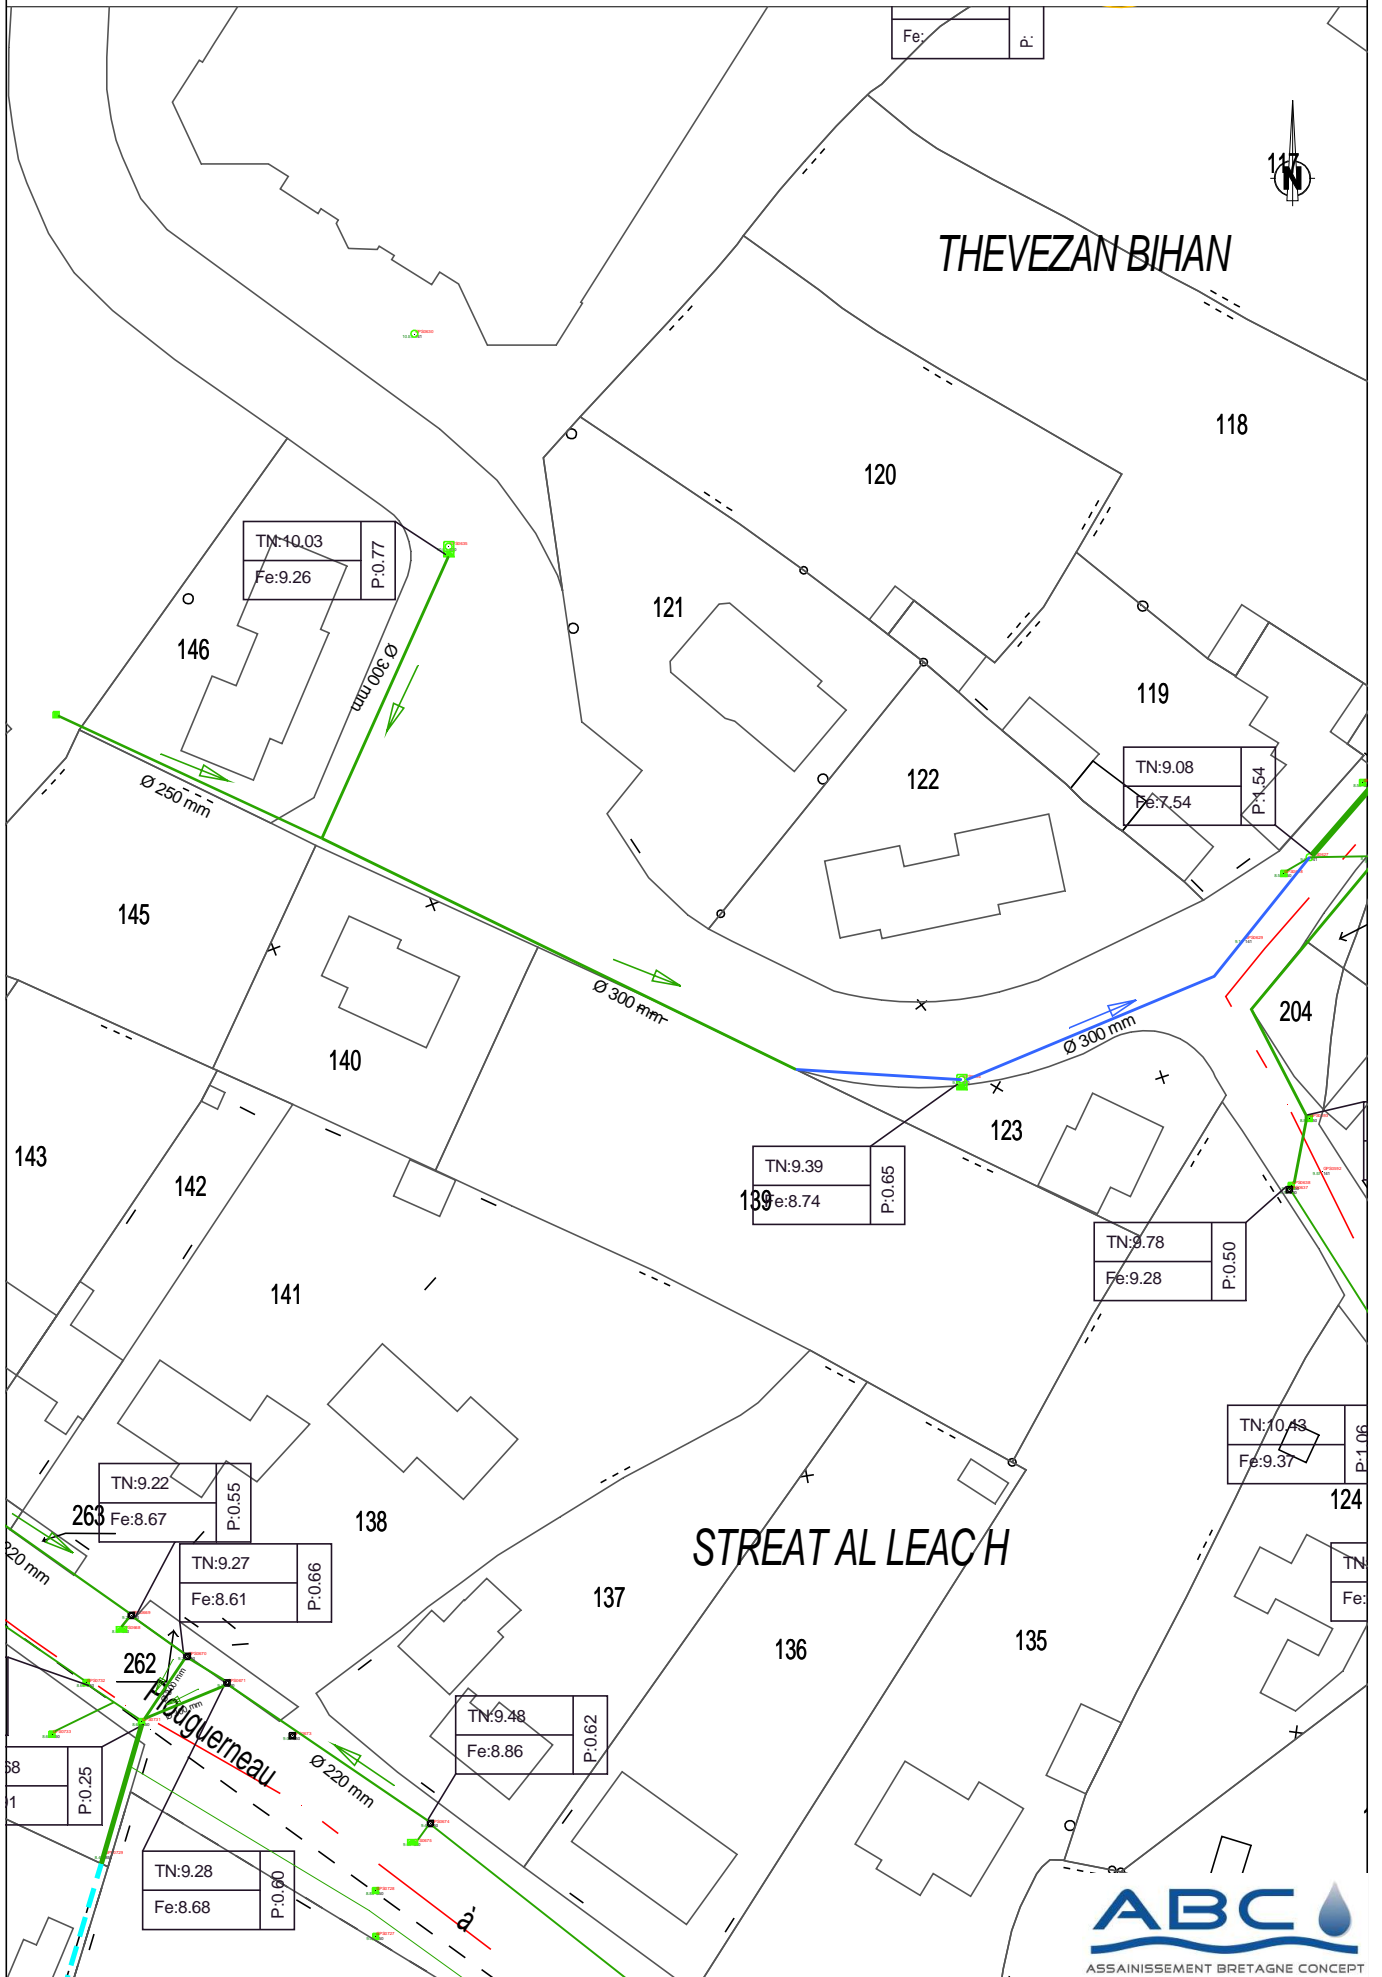 Fe:
P:
117
N
THEVEZAN BIHAN
118
120
TN:10.03
Fe:9.26
P:0.77
121
146
Ø 300 mm
119
122
TN:9.08
Fe:7.54
P:1.54
Ø 250 mm
145
Ø 300 mm
204
Ø 300 mm
140
123
143
142
TN:9.39
Fe:8.74
P:0.65
139
TN:9.78
Fe:9.28
P:0.50
141
TN:10.43
Fe:9.37
P:1.06
124
TN:9.22
Fe:8.67
P:0.55
263
138
STREAT AL LEAC H
220 mm
TN:9.27
Fe:8.61
P:0.66
TN
Fe:
137
136
135
262
Plouguerneau
TN:9.48
Fe:8.86
P:0.62
Ø 220 mm
68
91
P:0.25
TN:9.28
Fe:8.68
P:0.60
à
ABC
ASSAINISSEMENT BRETAGNE CONCEPT